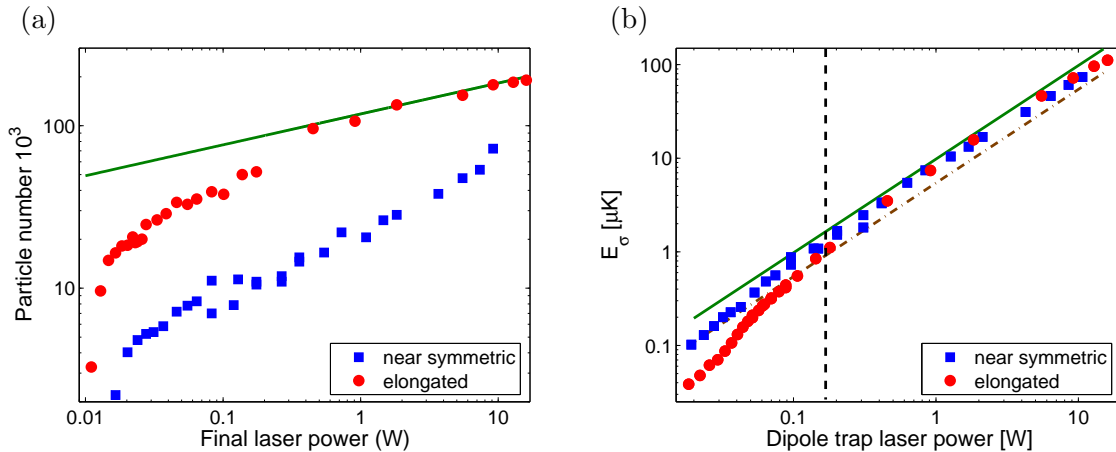 (a)
Particle number 10³
100
10
0.01 0.1 1 10
Final laser power (W)
near symmetric
elongated
(b)
E_σ [µK]
100
10
1
0.1
0.1 1 10
Dipole trap laser power [W]
near symmetric
elongated